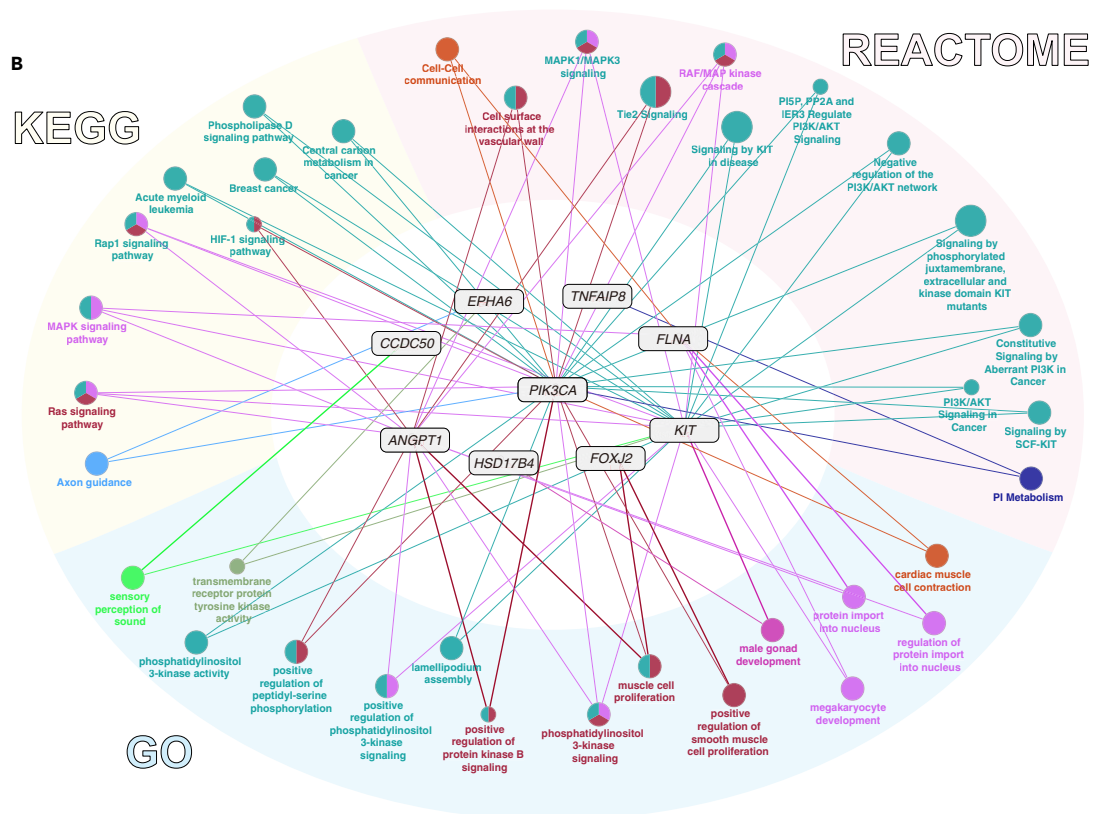 B
REACTOME
KEGG
Cell-Cell
communication
MAPK1/MAPK3
signaling
RAF/MAP kinase
cascade
Cell surface
interactions at the
vascular wall
Tie2 Signaling
Signaling by KIT
in disease
PI5P, PP2A and
IER3 Regulate
PI3K/AKT
Signaling
Negative
regulation of the
PI3K/AKT network
Signaling by
phosphorylated
juxtamembrane,
extracellular and
kinase domain KIT
mutants
Constitutive
Signaling by
Aberrant PI3K in
Cancer
PI3K/AKT
Signaling in
Cancer
Signaling by
SCF-KIT
PI Metabolism
Phospholipase D
signaling pathway
Central carbon
metabolism in
cancer
Breast cancer
Acute myeloid
leukemia
Rap1 signaling
pathway
HIF-1 signaling
pathway
MAPK signaling
pathway
Ras signaling
pathway
Axon guidance
EPHA6
TNFAIP8
CCDC50
FLNA
PIK3CA
ANGPT1
KIT
HSD17B4
FOXJ2
sensory
perception of
sound
transmembrane
receptor protein
tyrosine kinase
activity
phosphatidylinositol
3-kinase activity
positive
regulation of
peptidyl-serine
phosphorylation
positive
regulation of
phosphatidylinositol
3-kinase
signaling
lamellipodium
assembly
positive
regulation of
protein kinase B
signaling
phosphatidylinositol
3-kinase
signaling
muscle cell
proliferation
positive
regulation of
smooth muscle
cell proliferation
male gonad
development
protein import
into nucleus
regulation of
protein import
into nucleus
megakaryocyte
development
cardiac muscle
cell contraction
GO